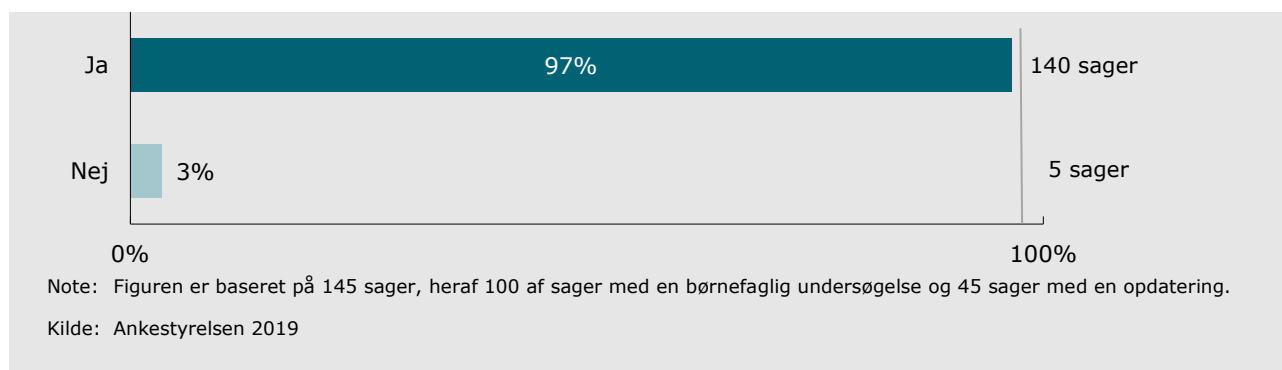 Ja 97% 140 sager
Nej 3% 5 sager
0% 100%
Note: Figuren er baseret på 145 sager, heraf 100 af sager med en børnefaglig undersøgelse og 45 sager med en opdatering.
Kilde: Ankestyrelsen 2019